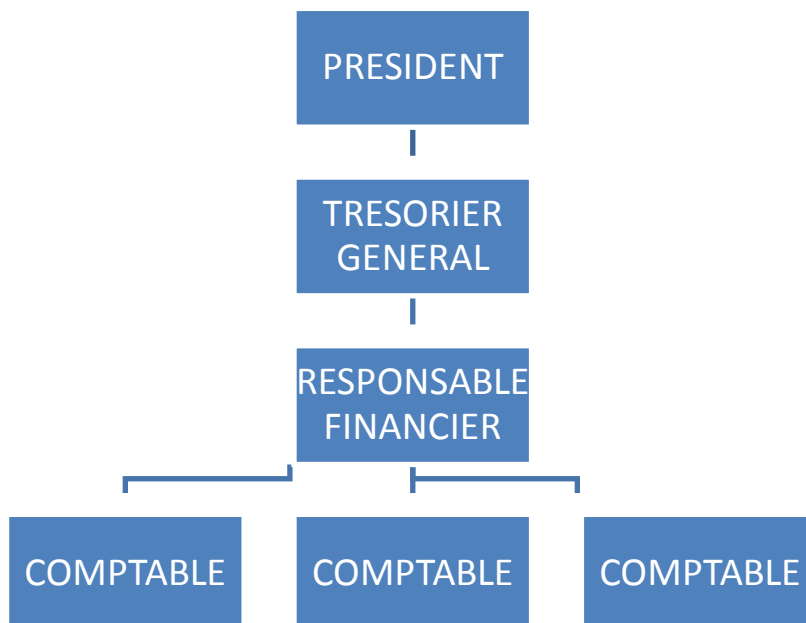 PRESIDENT
TRESORIER
GENERAL
RESPONSABLE
FINANCIER
COMPTABLE
COMPTABLE
COMPTABLE